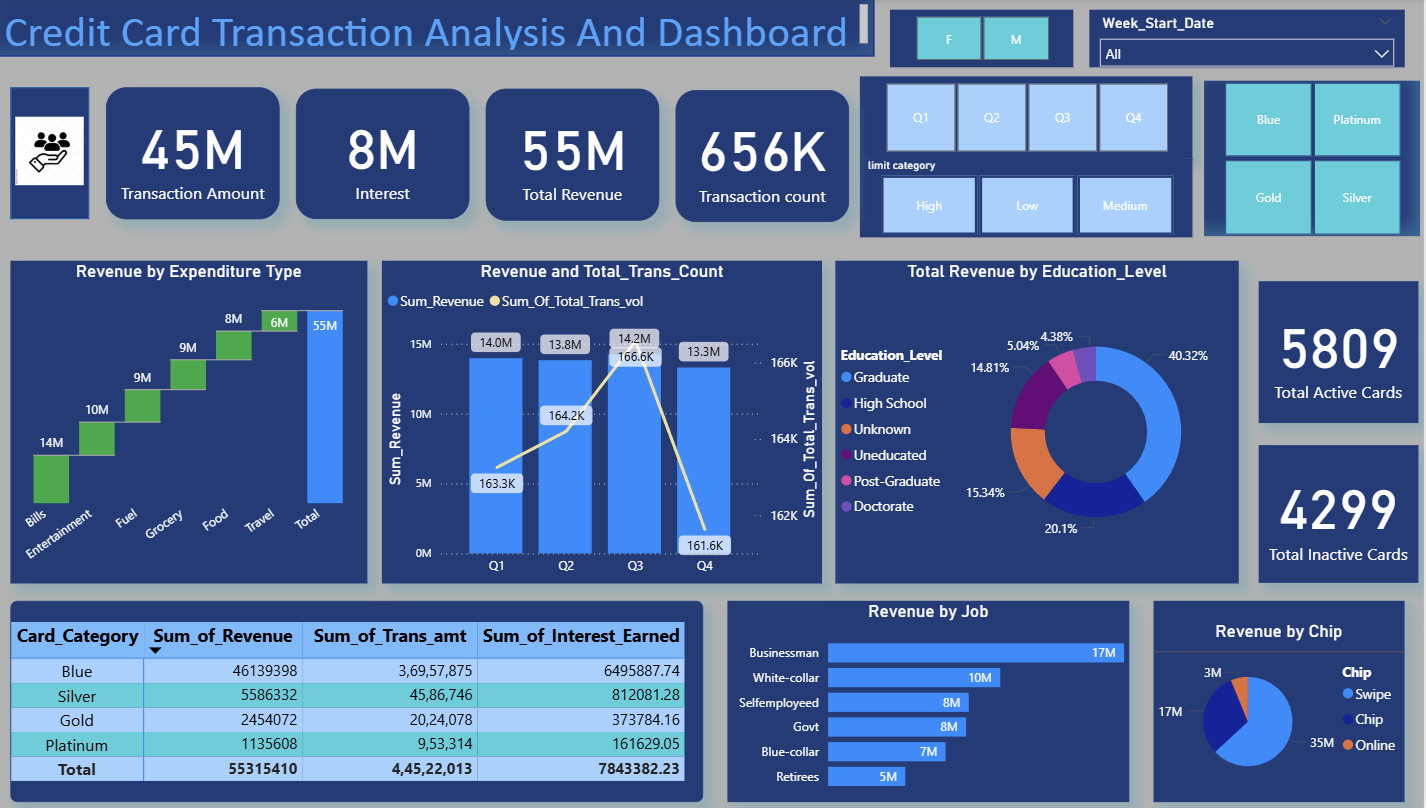 Credit Card Transaction Analysis And Dashboard
F
M
Week_Start_Date
All
45M
Transaction Amount
8M
Interest
55M
Total Revenue
656K
Transaction count
Q1
Q2
Q3
Q4
limit category
High
Low
Medium
Blue
Platinum
Gold
Silver
Revenue by Expenditure Type
14M
10M
9M
9M
8M
6M
55M
Bills
Entertainment
Fuel
Grocery
Food
Travel
Total
Revenue and Total_Trans_Count
Sum_Revenue
Sum_Of_Total_Trans_vol
Sum_Revenue
15M
10M
5M
0M
14.0M
13.8M
14.2M
13.3M
163.3K
164.2K
166.6K
161.6K
166K
164K
162K
Sum_Of_Total_Trans_vol
Q1
Q2
Q3
Q4
Total Revenue by Education_Level
Education_Level
Graduate
High School
Unknown
Uneducated
Post-Graduate
Doctorate
40.32%
20.1%
15.34%
14.81%
5.04%
4.38%
5809
Total Active Cards
4299
Total Inactive Cards
Card_Category Sum_of_Revenue Sum_of_Trans_amt Sum_of_Interest_Earned
Blue 46139398 3,69,57,875 6495887.74
Silver 5586332 45,86,746 812081.28
Gold 2454072 20,24,078 373784.16
Platinum 1135608 9,53,314 161629.05
Total 55315410 4,45,22,013 7843382.23
Revenue by Job
Businessman 17M
White-collar 10M
Selfemployeed 8M
Govt 8M
Blue-collar 7M
Retirees 5M
Revenue by Chip
3M
17M
35M
Chip
Swipe
Chip
Online